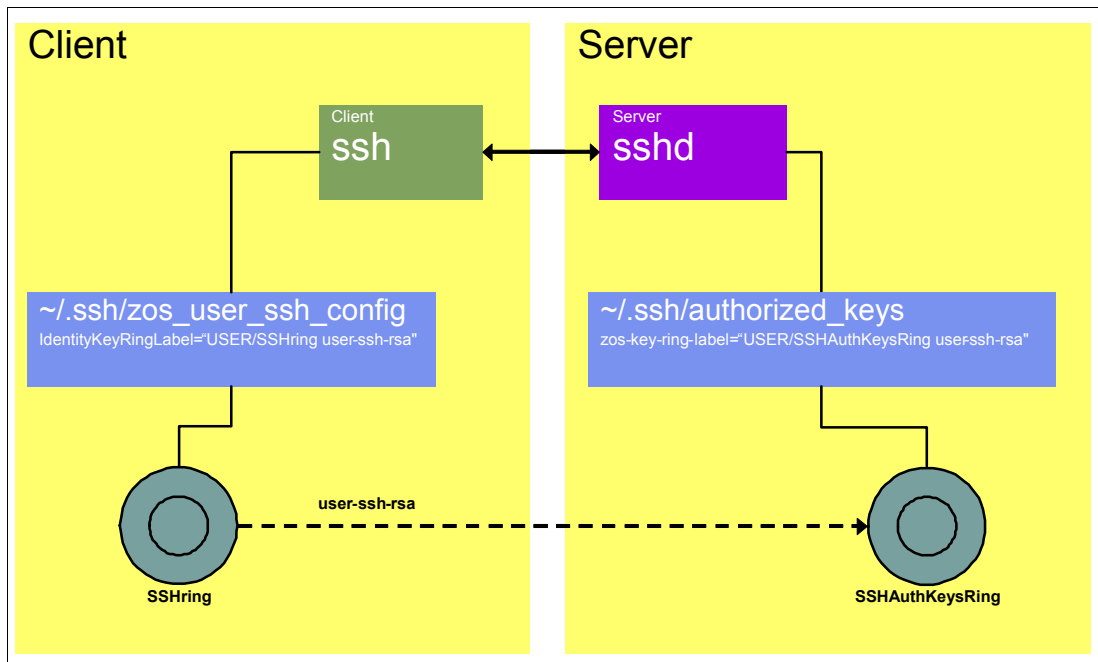 Client
Server
Client
ssh
Server
sshd
~/.ssh/zos_user_ssh_config
IdentityKeyRingLabel=“USER/SSHring user-ssh-rsa"
~/.ssh/authorized_keys
zos-key-ring-label=“USER/SSHAuthKeysRing user-ssh-rsa"
user-ssh-rsa
SSHring
SSHAuthKeysRing